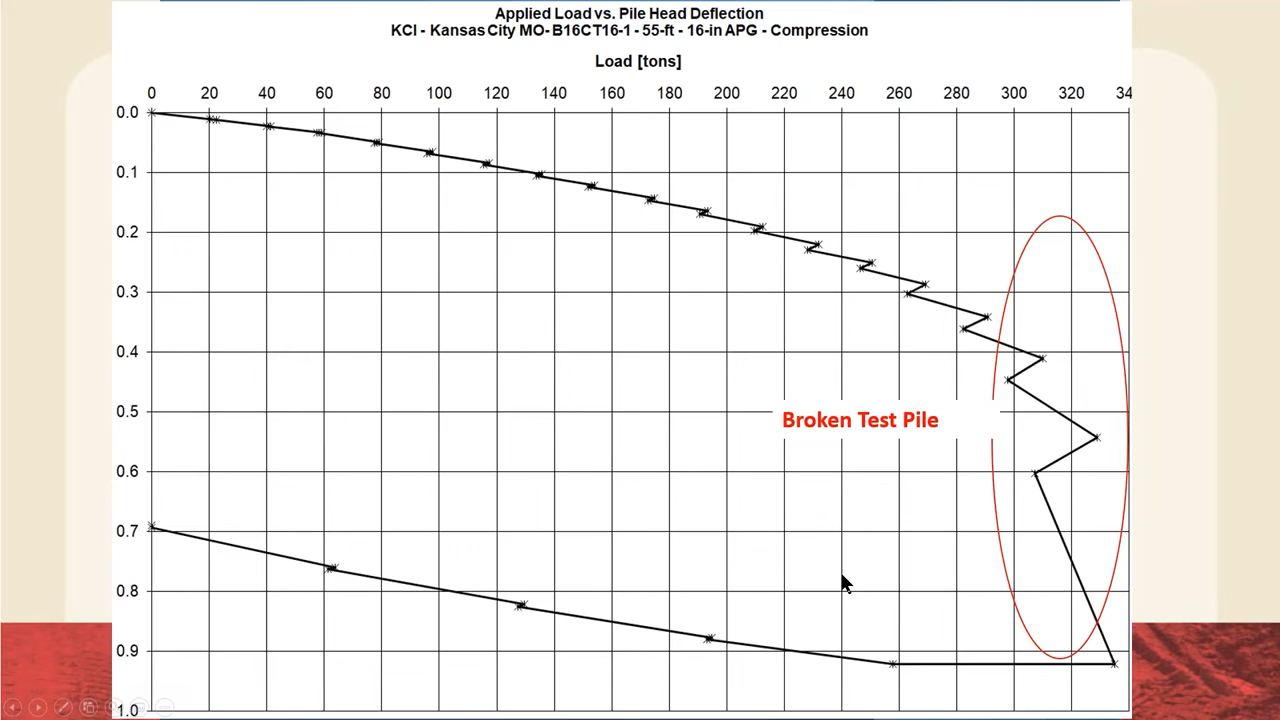 Applied Load vs. Pile Head Deflection
KCI - Kansas City MO- B16CT16-1 - 55-ft - 16-in APG - Compression
Load [tons]
0 20 40 60 80 100 120 140 160 180 200 220 240 260 280 300 320 34
0.0
0.1
0.2
0.3
0.4
0.5
Broken Test Pile
0.6
0.7
0.8
0.9
1.0